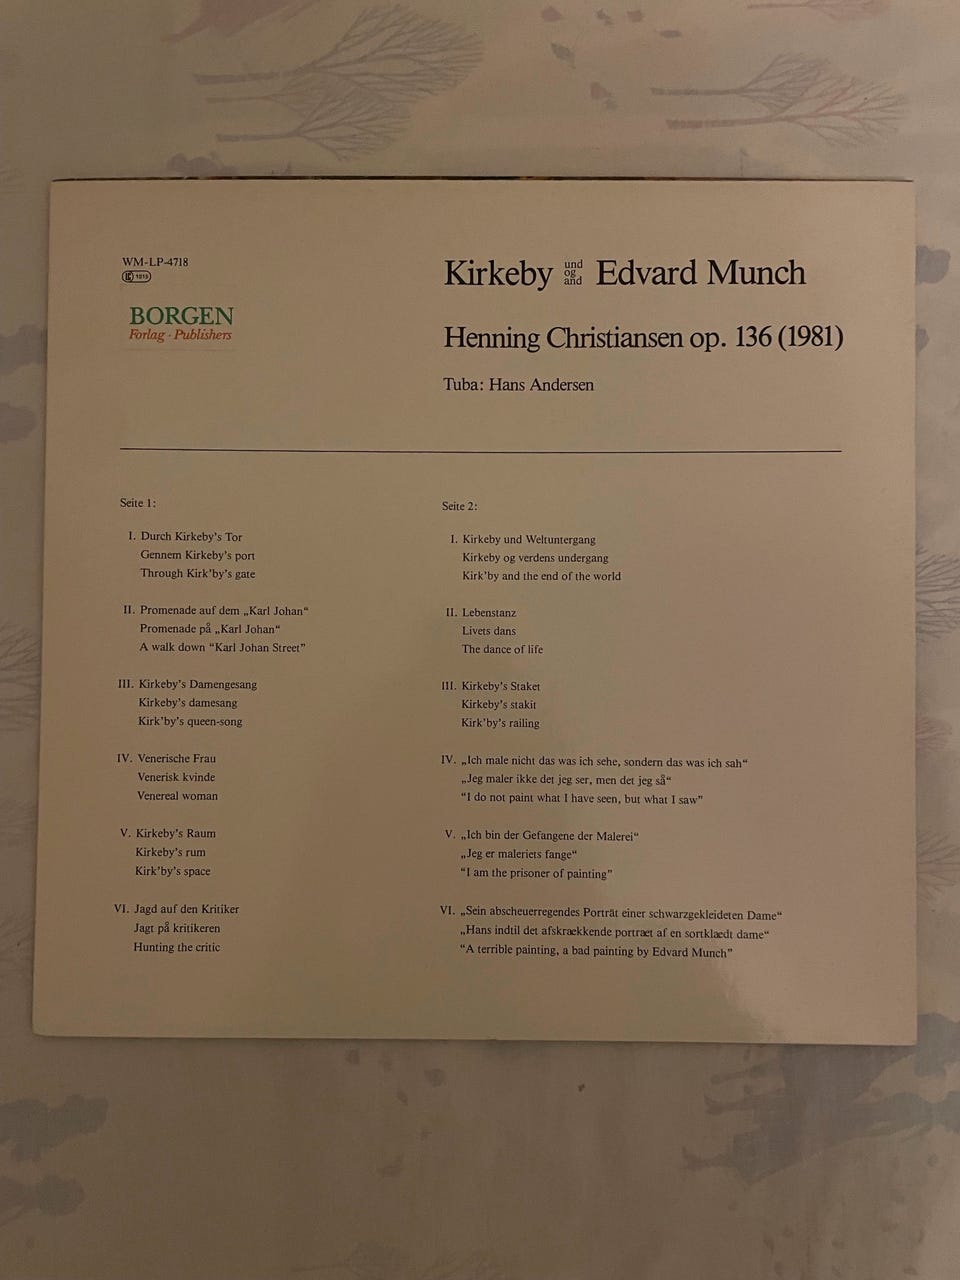 WM-LP-4718
LC 1015
BORGEN
Forlag · Publishers
Kirkeby und og and Edvard Munch
Henning Christiansen op. 136 (1981)
Tuba: Hans Andersen
Seite 1:
I. Durch Kirkeby's Tor
Gennem Kirkeby's port
Through Kirk'by's gate
II. Promenade auf dem „Karl Johan“
Promenade på „Karl Johan“
A walk down “Karl Johan Street”
III. Kirkeby's Damengesang
Kirkeby's damesang
Kirk'by's queen-song
IV. Venerische Frau
Venerisk kvinde
Venereal woman
V. Kirkeby's Raum
Kirkeby's rum
Kirk'by's space
VI. Jagd auf den Kritiker
Jagt på kritikeren
Hunting the critic
Seite 2:
I. Kirkeby und Weltuntergang
Kirkeby og verdens undergang
Kirk'by and the end of the world
II. Lebenstanz
Livets dans
The dance of life
III. Kirkeby's Staket
Kirkeby's stakit
Kirk'by's railing
IV. „Ich male nicht das was ich sehe, sondern das was ich sah“
„Jeg maler ikke det jeg ser, men det jeg så“
“I do not paint what I have seen, but what I saw”
V. „Ich bin der Gefangene der Malerei“
„Jeg er maleriets fange“
“I am the prisoner of painting”
VI. „Sein abscheuerregendes Porträt einer schwarzgekleideten Dame“
„Hans indtil det afskrækkende portræt af en sortklædt dame“
“A terrible painting, a bad painting by Edvard Munch”